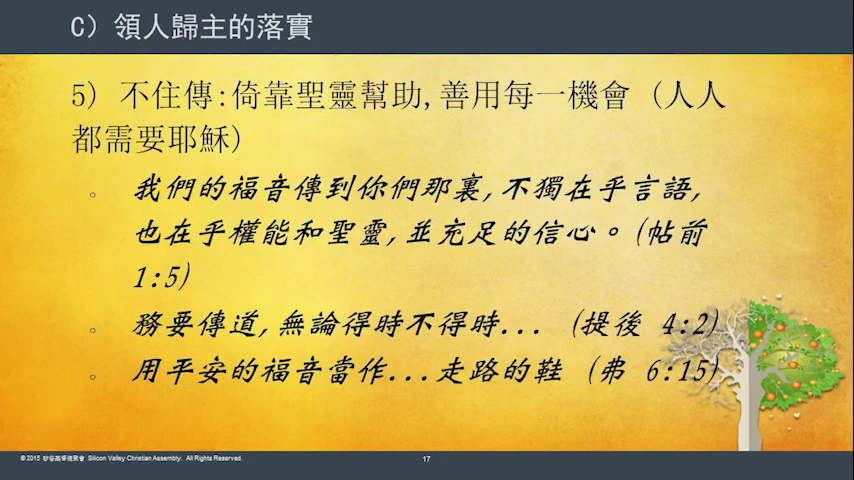 C) 領人歸主的落實
5) 不住傳:倚靠聖靈幫助,善用每一機會 (人人
都需要耶穌)
。 我們的福音傳到你們那裏,不獨在乎言語,
也在乎權能和聖靈,並充足的信心。(帖前
1:5)
。 務要傳道,無論得時不得時... (提後 4:2)
。 用平安的福音當作...走路的鞋 (弗 6:15)
© 2015 矽谷基督徒聚會 Silicon Valley Christian Assembly. All Rights Reserved.
17